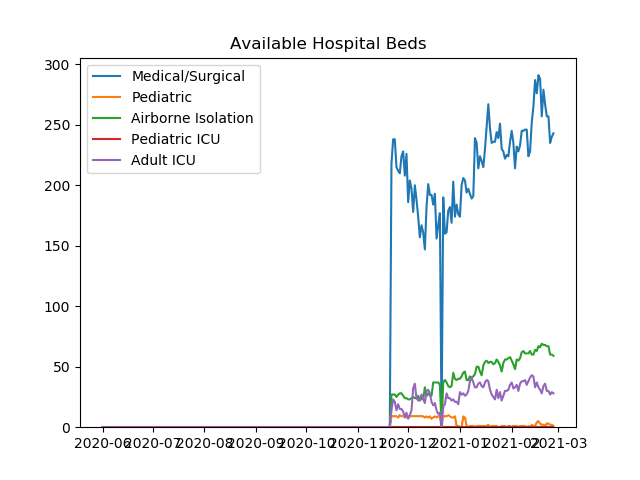 Available Hospital Beds
300
250
200
150
100
50
0
Medical/Surgical
Pediatric
Airborne Isolation
Pediatric ICU
Adult ICU
2020-06 2020-07 2020-08 2020-09 2020-10 2020-11 2020-12 2021-01 2021-02 2021-03